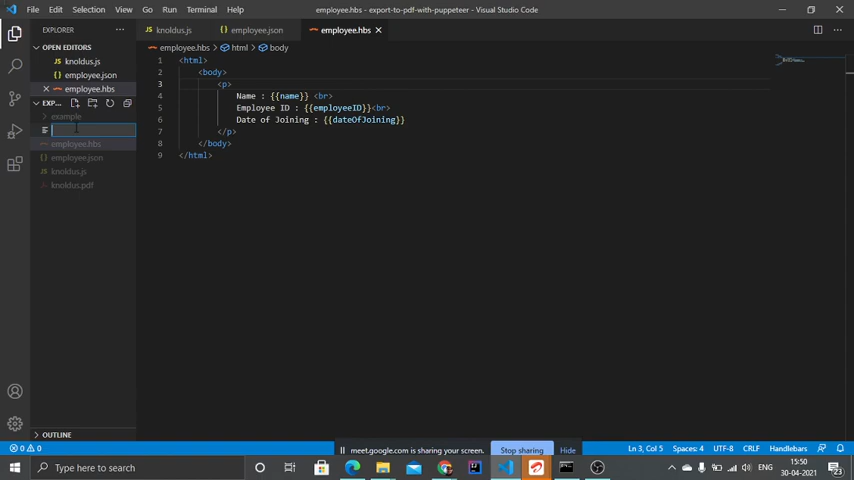 File Edit Selection View Go Run Terminal Help
employee.hbs - export-to-pdf-with-puppeteer - Visual Studio Code
EXPLORER
OPEN EDITORS
knoldus.js
employee.json
employee.hbs
EXP...
example
employee.hbs
employee.json
knoldus.js
knoldus.pdf
OUTLINE
knoldus.js
employee.json
employee.hbs
employee.hbs > html > body
1 <html>
2 <body>
3 <p>
4 Name : {{name}} <br>
5 Employee ID : {{employeeID}}<br>
6 Date of Joining : {{dateOfJoining}}
7 </p>
8 </body>
9 </html>
0 0
Ln 3, Col 5 Spaces: 4 UTF-8 CRLF Handlebars
meet.google.com is sharing your screen. Stop sharing Hide
Type here to search
ENG
15:50
30-04-2021
23